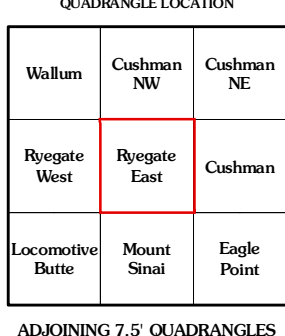 QUADRANGLE LOCATION
Wallum
Cushman
NW
Cushman
NE
Ryegate
West
Ryegate
East
Cushman
Locomotive
Butte
Mount
Sinai
Eagle
Point
ADJOINING 7.5' QUADRANGLES